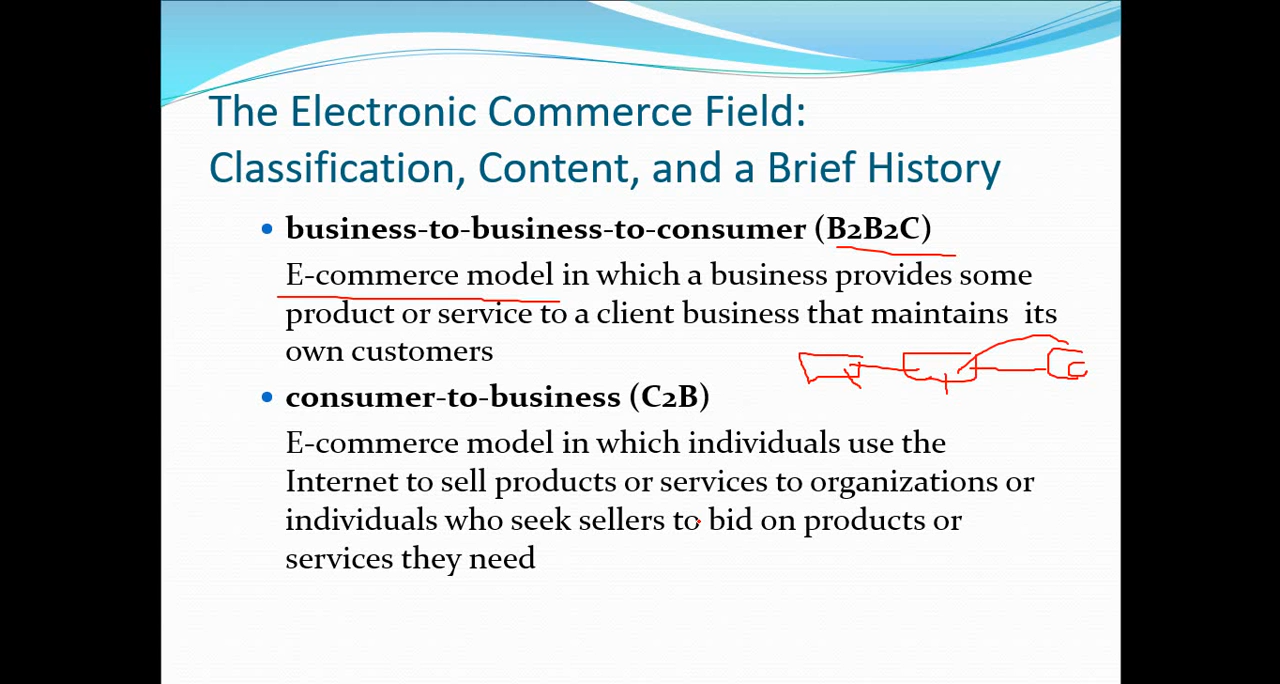 The Electronic Commerce Field:
Classification, Content, and a Brief History
• business-to-business-to-consumer (B2B2C)
E-commerce model in which a business provides some
product or service to a client business that maintains its
own customers
• consumer-to-business (C2B)
E-commerce model in which individuals use the
Internet to sell products or services to organizations or
individuals who seek sellers to bid on products or
services they need